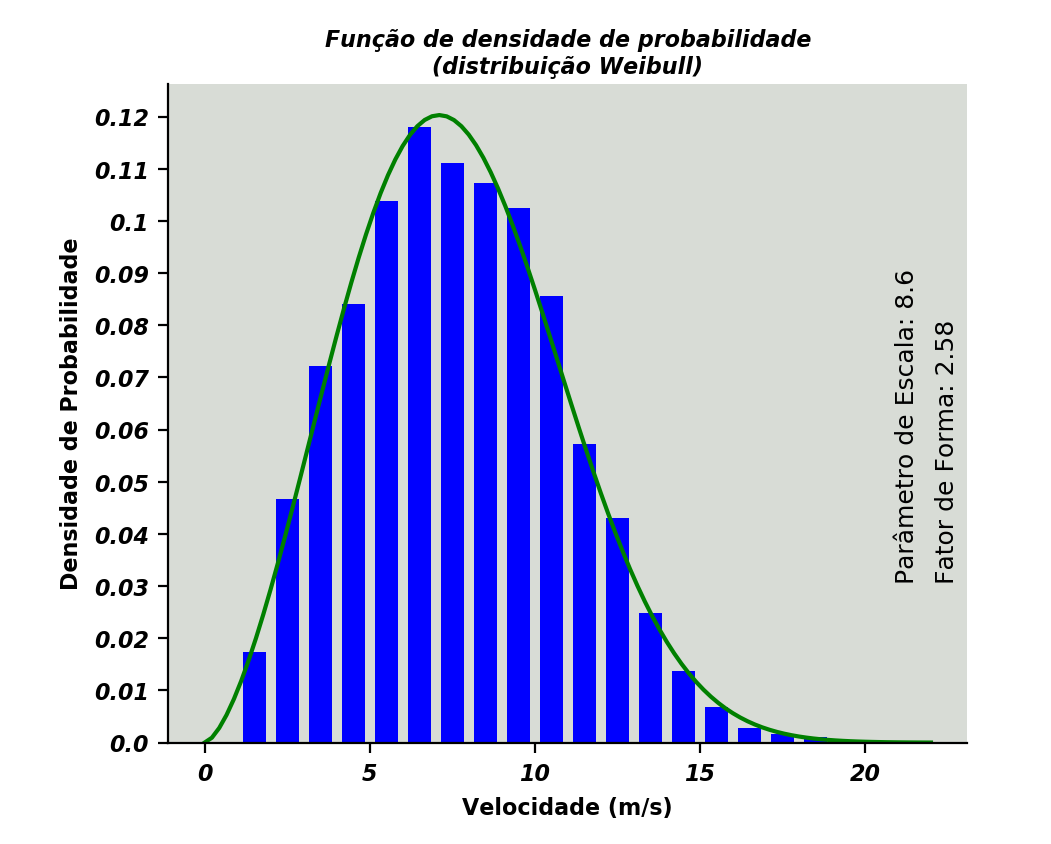 Função de densidade de probabilidade
(distribuição Weibull)
0.12
0.11
0.1
0.09
0.08
0.07
0.06
0.05
0.04
0.03
0.02
0.01
0.0
Densidade de Probabilidade
Parâmetro de Escala: 8.6
Fator de Forma: 2.58
0 5 10 15 20
Velocidade (m/s)